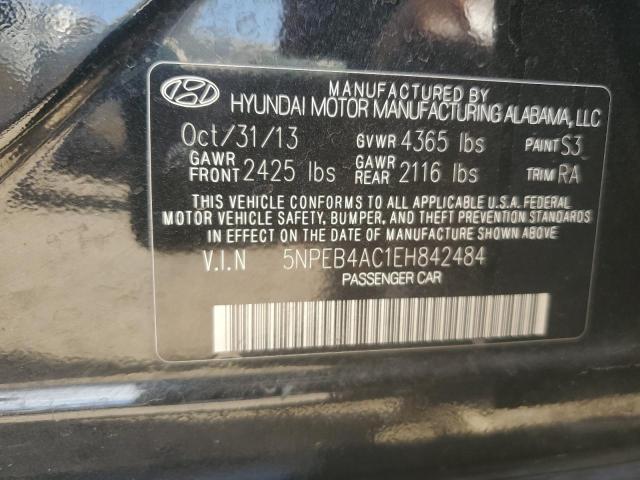 MANUFACTURED BY
HYUNDAI MOTOR MANUFACTURING ALABAMA, LLC
Oct/31/13 GVWR 4365 lbs PAINT S3
GAWR FRONT 2425 lbs GAWR REAR 2116 lbs TRIM RA
THIS VEHICLE CONFORMS TO ALL APPLICABLE U.S.A. FEDERAL
MOTOR VEHICLE SAFETY, BUMPER, AND THEFT PREVENTION STANDARDS
IN EFFECT ON THE DATE OF MANUFACTURE SHOWN ABOVE.
V.I.N 5NPEB4AC1EH842484
PASSENGER CAR